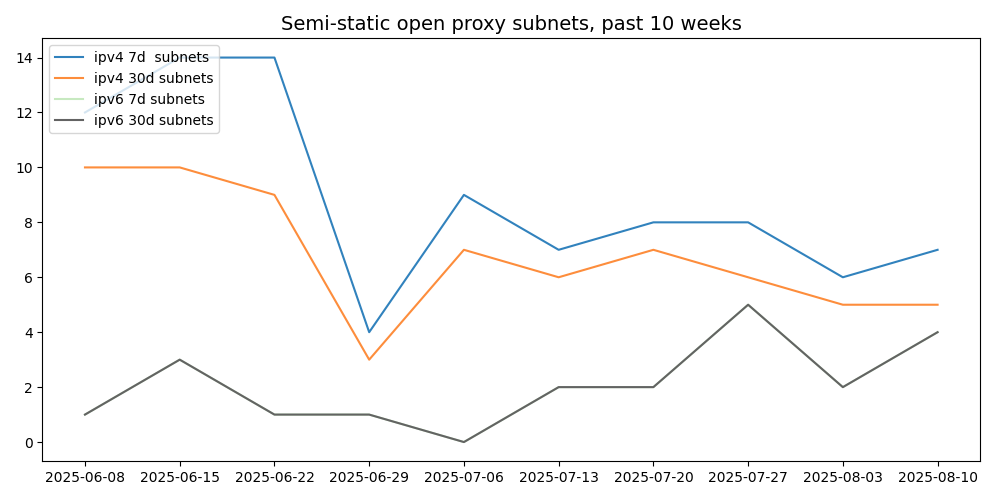 Semi-static open proxy subnets, past 10 weeks
ipv4 7d  subnets
ipv4 30d subnets
ipv6 7d subnets
ipv6 30d subnets
14
12
10
8
6
4
2
0
2025-06-08 2025-06-15 2025-06-22 2025-06-29 2025-07-06 2025-07-13 2025-07-20 2025-07-27 2025-08-03 2025-08-10